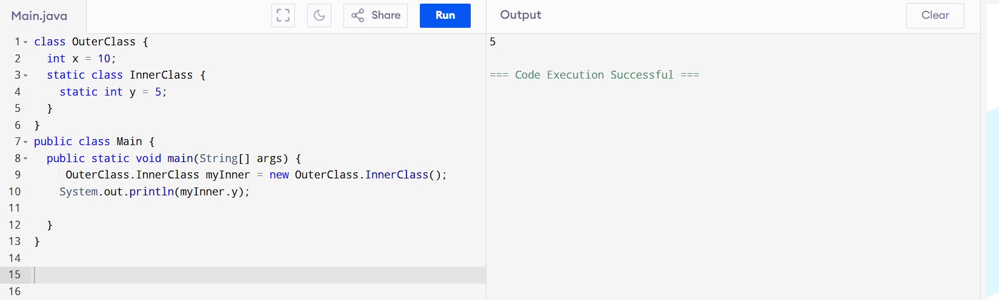 Main.java
Share
Run
Output
Clear
1 class OuterClass {
2 int x = 10;
3 static class InnerClass {
4 static int y = 5;
5 }
6 }
7 public class Main {
8 public static void main(String[] args) {
9 OuterClass.InnerClass myInner = new OuterClass.InnerClass();
10 System.out.println(myInner.y);
11
12 }
13 }
14
15
16
5
=== Code Execution Successful ===